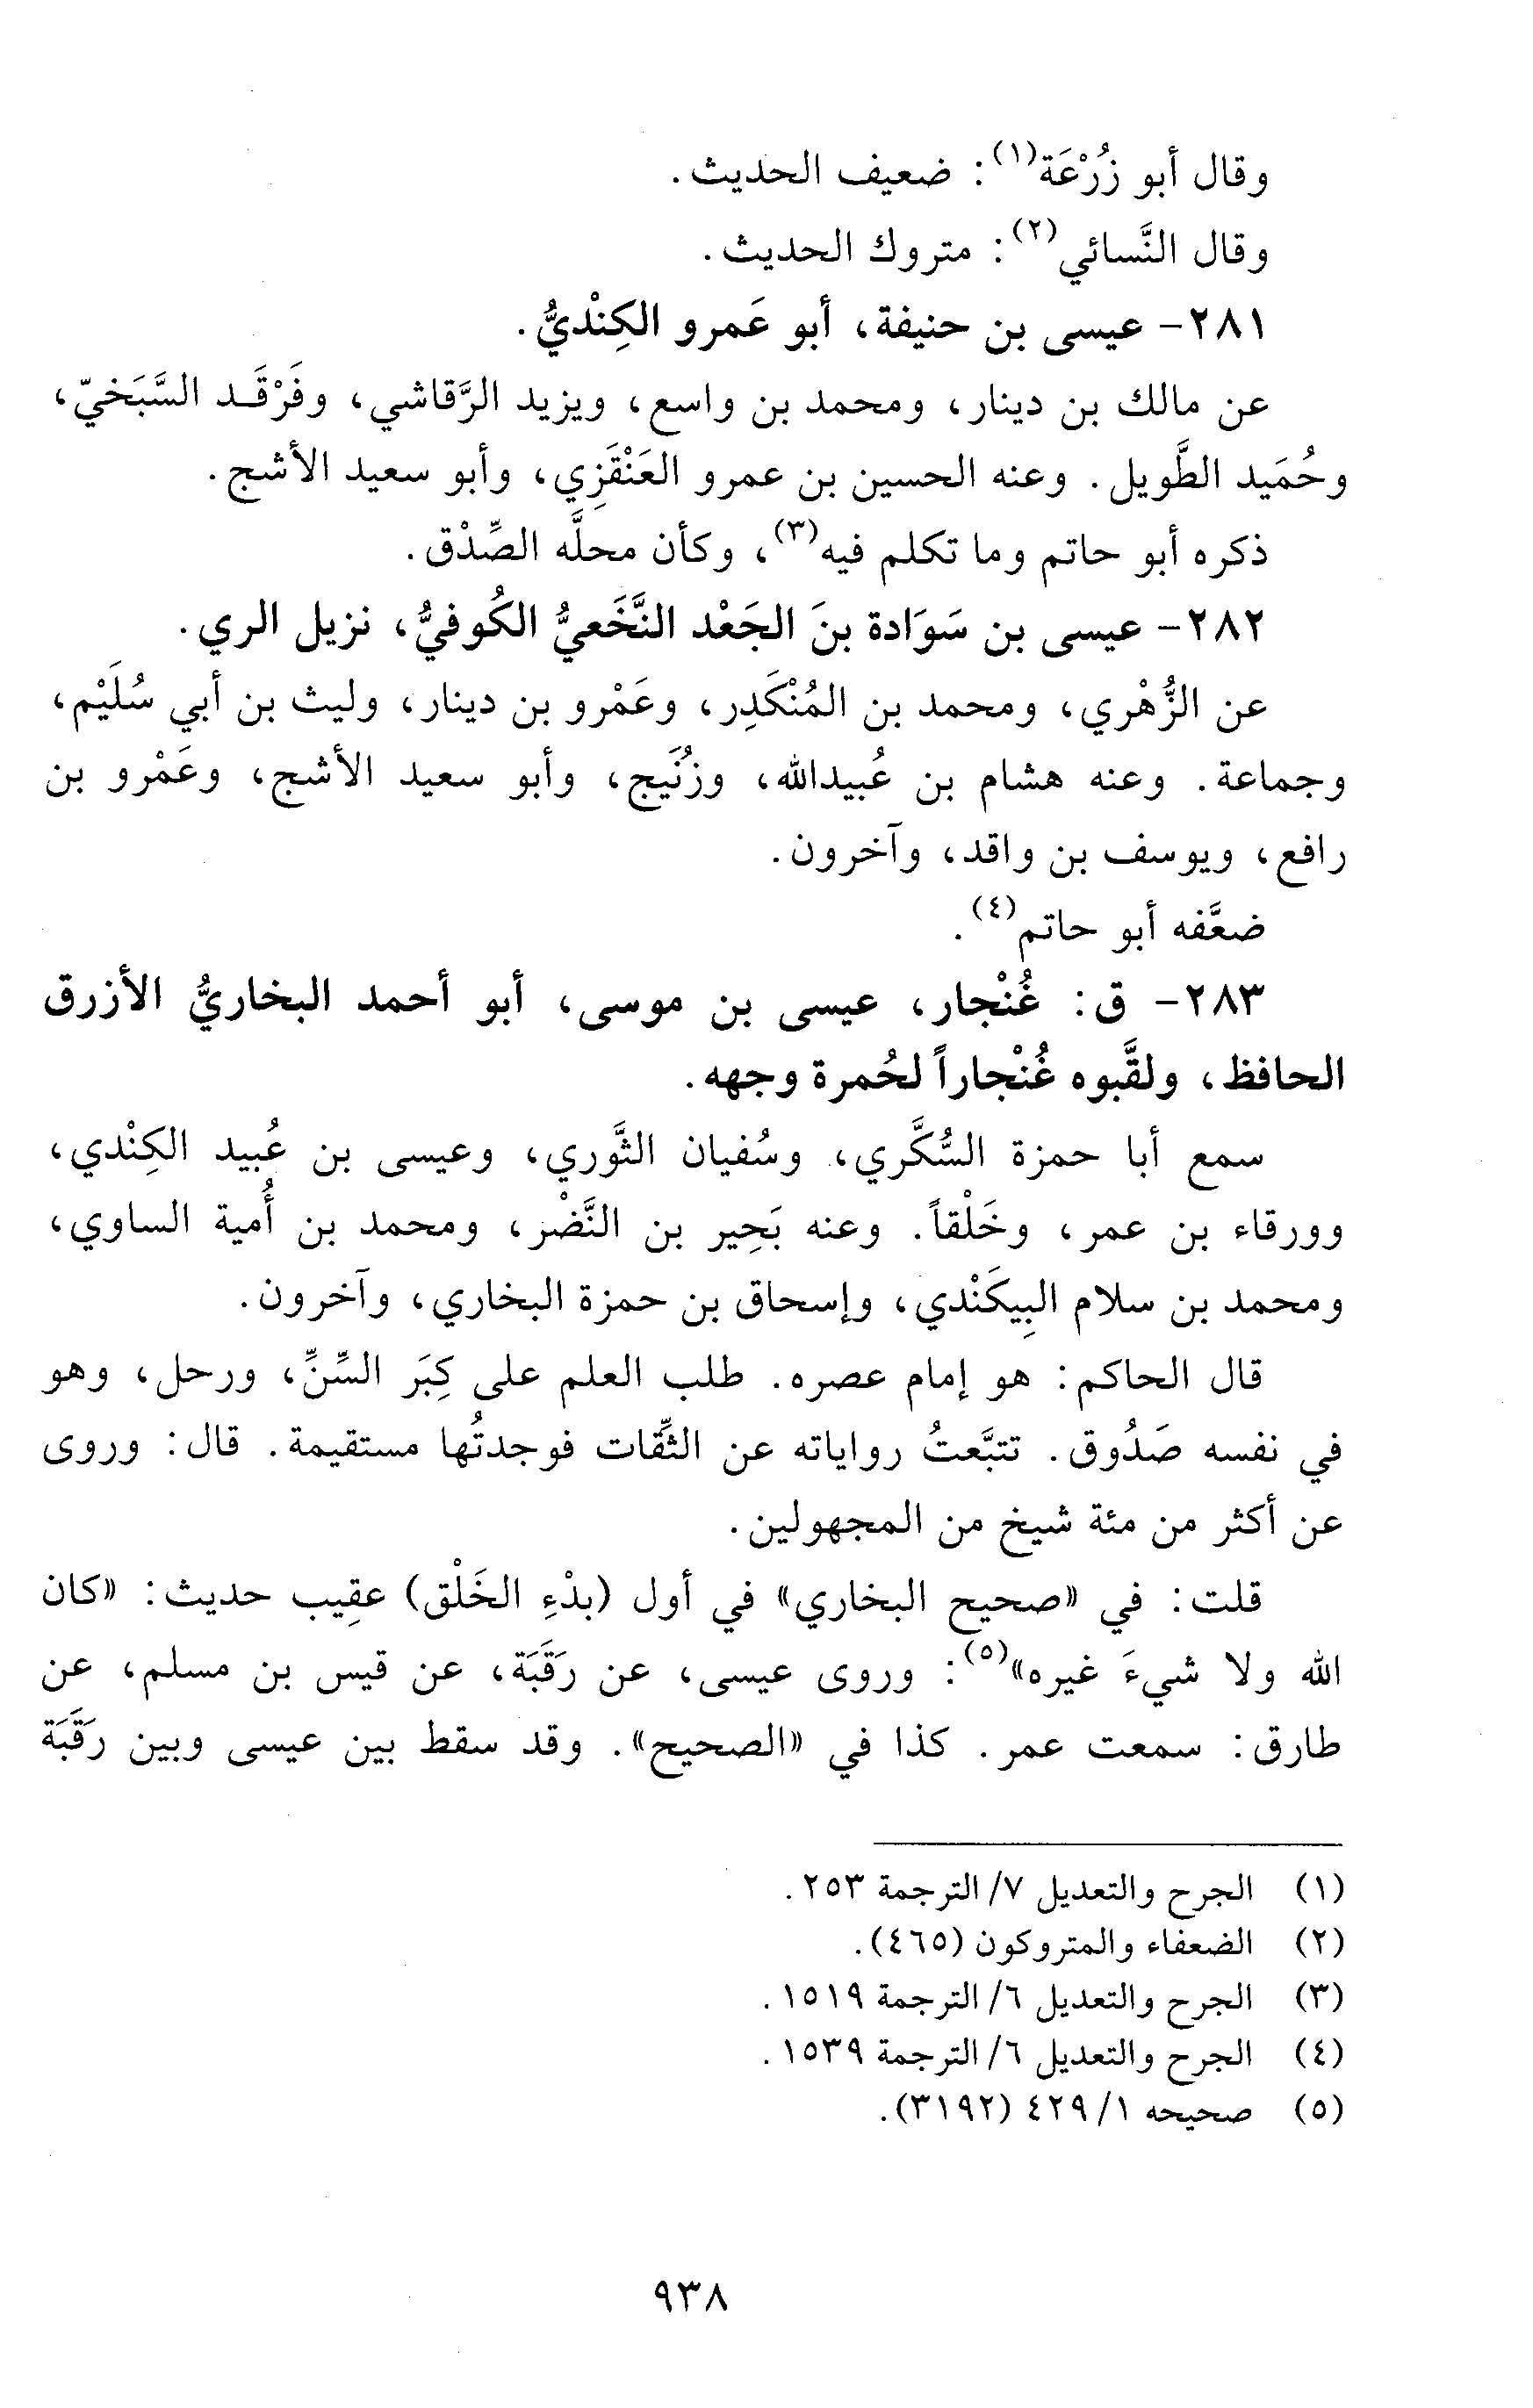 وقال أبو زُرْعَة(١): ضعيف الحديث.
وقال النَّسائي(٢): متروك الحديث.
٢٨١- عيسى بن حنيفة، أبو عَمرو الكِنْديُّ.
عن مالك بن دينار، ومحمد بن واسع، ويزيد الرَّقاشي، وفَرْقَد السَّبَخيّ،
وحُمَيد الطَّويل. وعنه الحسين بن عمرو العَنْقَزِي، وأبو سعيد الأشج.
ذكره أبو حاتم وما تكلم فيه(٣)، وكأن محلَّه الصِّدْق.
٢٨٢- عيسى بن سَوَادة بنَ الجَعْد النَّخَعيُّ الكُوفيُّ، نزيل الري.
عن الزُّهْري، ومحمد بن المُنْكَدِر، وعَمْرو بن دينار، وليث بن أبي سُلَيْم،
وجماعة. وعنه هشام بن عُبيدالله، وزُنَيج، وأبو سعيد الأشج، وعَمْرو بن
رافع، ويوسف بن واقد، وآخرون.
ضعَّفه أبو حاتم(٤).
٢٨٣- ق: غُنْجار، عيسى بن موسى، أبو أحمد البخاريُّ الأزرق
الحافظ، ولقَّبوه غُنْجاراً لحُمرة وجهه.
سمع أبا حمزة السُّكَّري، وسُفيان الثَّوري، وعيسى بن عُبيد الكِنْدي،
وورقاء بن عمر، وخَلْقاً. وعنه بَحِير بن النَّضْر، ومحمد بن أُمية الساوي،
ومحمد بن سلام البِيكَنْدي، وإسحاق بن حمزة البخاري، وآخرون.
قال الحاكم: هو إمام عصره. طلب العلم على كِبَر السِّنِّ، ورحل، وهو
في نفسه صَدُوق. تتبَّعتُ رواياته عن الثِّقات فوجدتُها مستقيمة. قال: وروى
عن أكثر من مئة شيخ من المجهولين.
قلت: في «صحيح البخاري» في أول (بدْءِ الخَلْق) عقِيب حديث: «كان
الله ولا شيءَ غيره»(٥): وروى عيسى، عن رَقَبَة، عن قيس بن مسلم، عن
طارق: سمعت عمر. كذا في «الصحيح». وقد سقط بين عيسى وبين رَقَبَة
(١) الجرح والتعديل ٧/ الترجمة ٢٥٣.
(٢) الضعفاء والمتروكون (٤٦٥).
(٣) الجرح والتعديل ٦/ الترجمة ١٥١٩.
(٤) الجرح والتعديل ٦/ الترجمة ١٥٣٩.
(٥) صحيحه ١/ ٤٢٩ (٣١٩٢).
٩٣٨